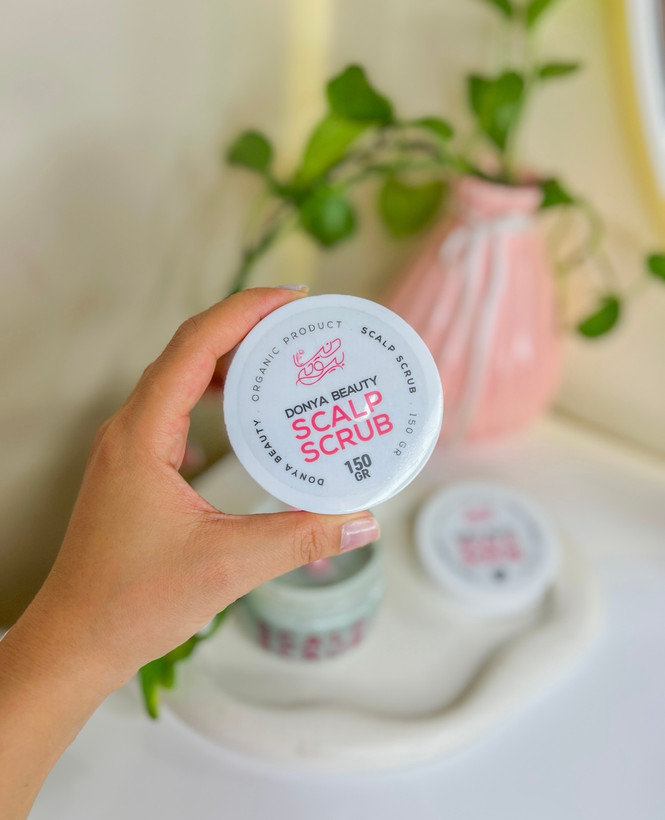 ORGANIC PRODUCT
SCALP SCRUB
150 GR
DONYA BEAUTY
DONYA BEAUTY
SCALP
SCRUB
150
GR